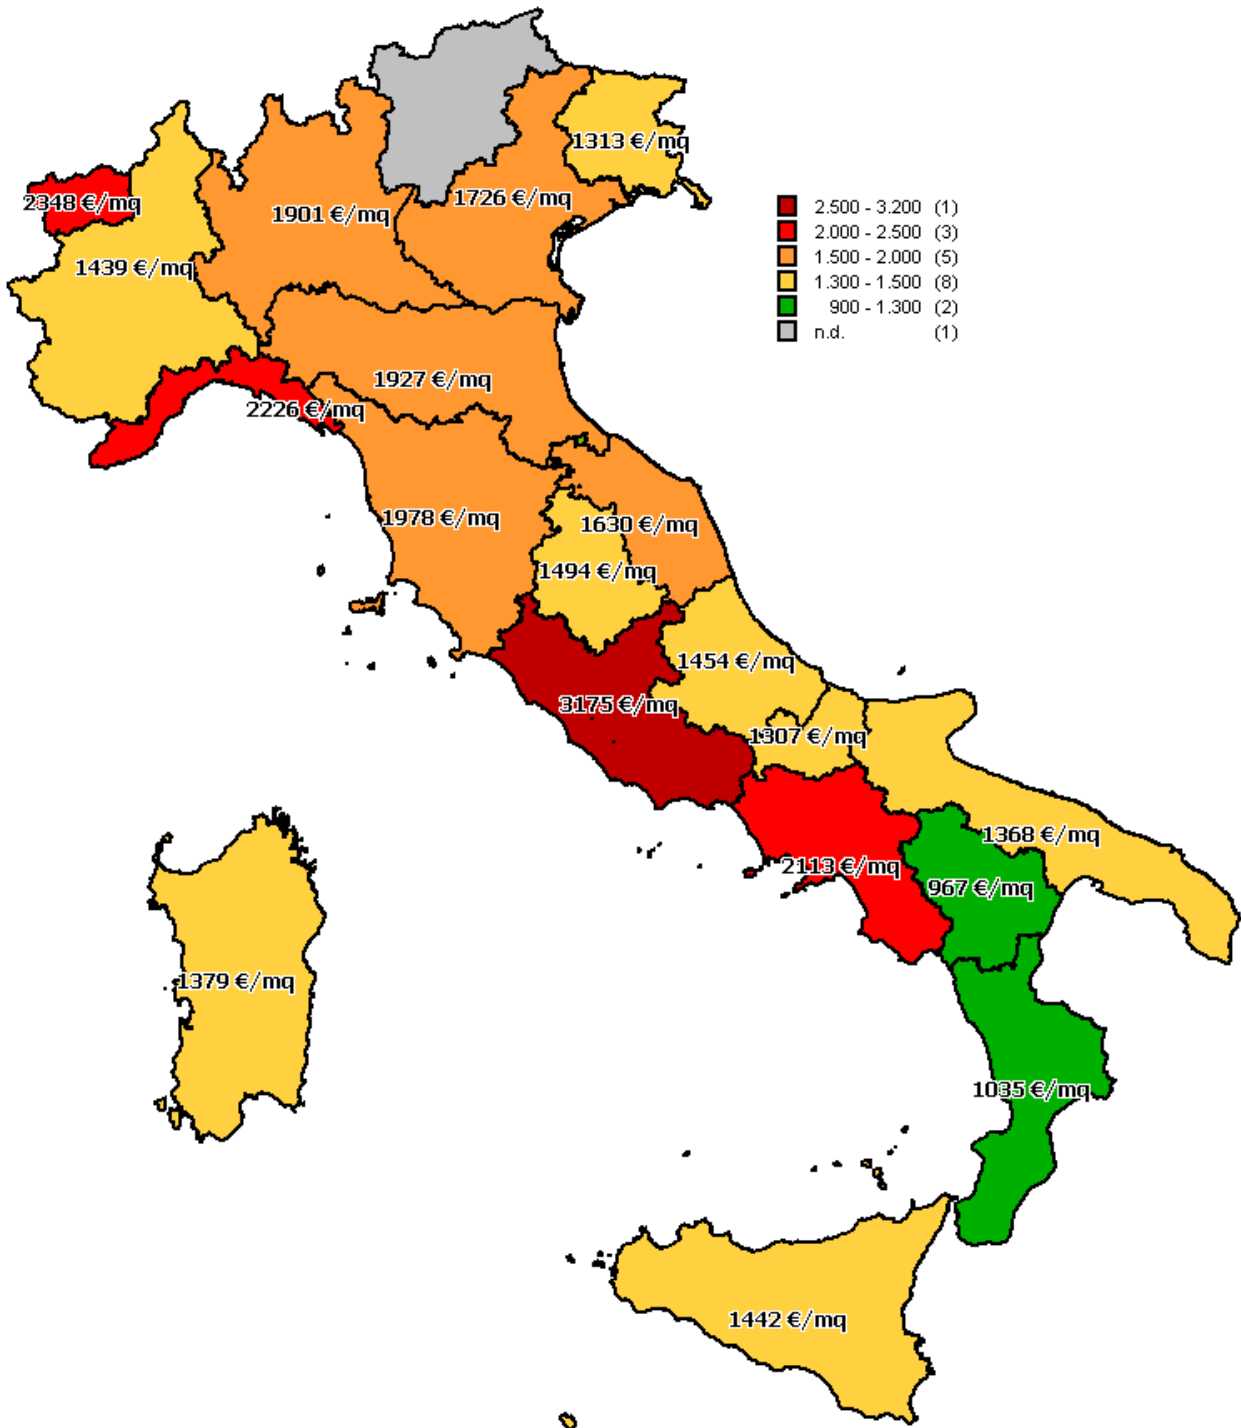 1313 €/mq
2348 €/mq
1901 €/mq
1726 €/mq
1439 €/mq
2.500 - 3.200 (1)
2.000 - 2.500 (3)
1.500 - 2.000 (5)
1.300 - 1.500 (8)
900 - 1.300 (2)
n.d. (1)
1927 €/mq
2226 €/mq
1978 €/mq
1630 €/mq
1494 €/mq
1454 €/mq
3175 €/mq
1307 €/mq
1368 €/mq
2113 €/mq
967 €/mq
1379 €/mq
1035 €/mq
1442 €/mq